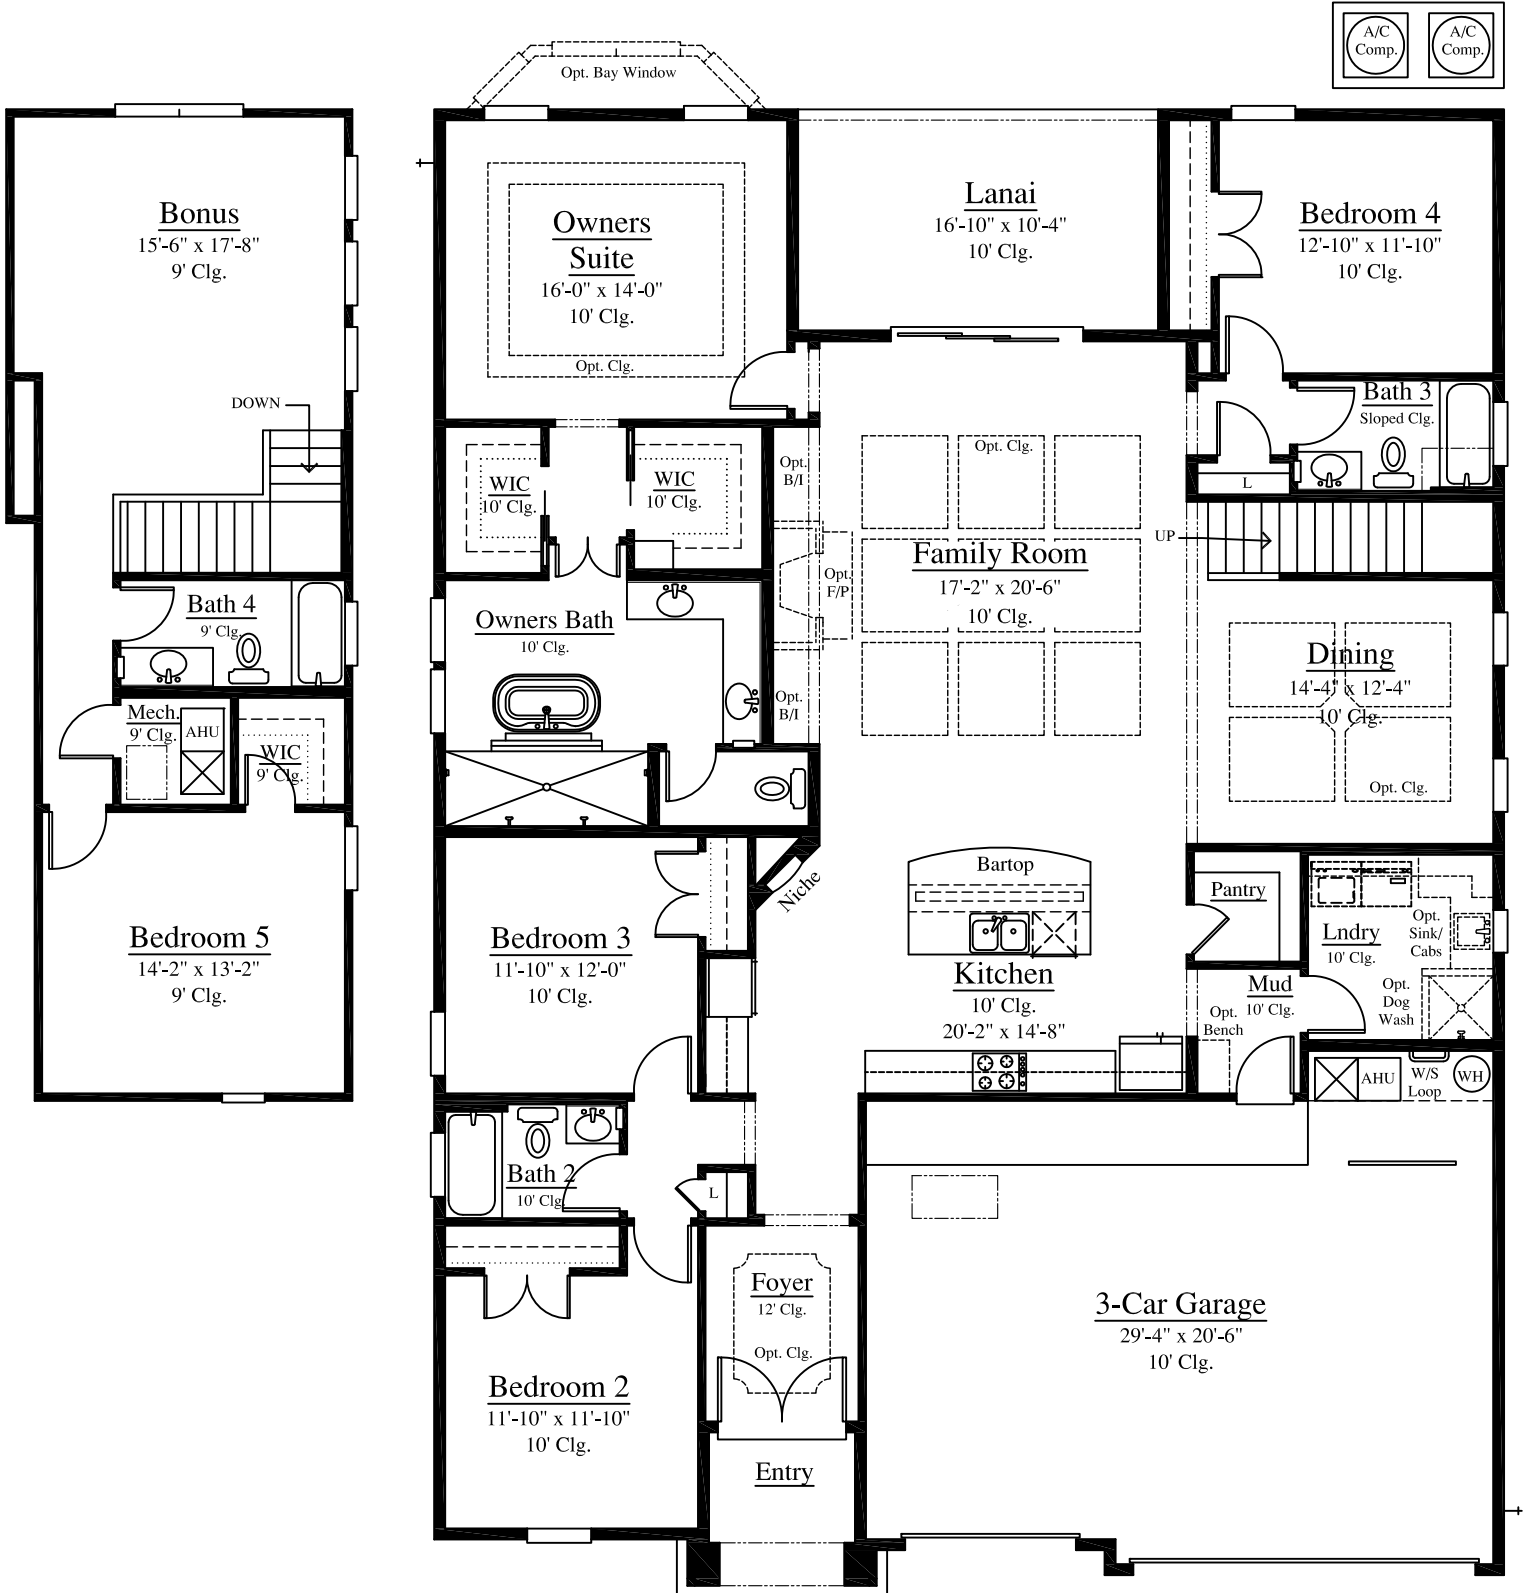 A/C
Comp.
A/C
Comp.
Opt. Bay Window
Bonus
15'-6" x 17'-8"
9' Clg.
DOWN
Bath 4
9' Clg.
Mech.
9' Clg.
AHU
WIC
9' Clg.
Bedroom 5
14'-2" x 13'-2"
9' Clg.
Owners
Suite
16'-0" x 14'-0"
10' Clg.
Opt. Clg.
Lanai
16'-10" x 10'-4"
10' Clg.
Bedroom 4
12'-10" x 11'-10"
10' Clg.
Bath 3
Sloped Clg.
L
WIC
10' Clg.
WIC
10' Clg.
Opt.
B/I
Opt. Clg.
Family Room
17'-2" x 20'-6"
10' Clg.
Opt.
F/P
Opt.
B/I
UP
Owners Bath
10' Clg.
Dining
14'-4" x 12'-4"
10' Clg.
Opt. Clg.
Niche
Bartop
Kitchen
10' Clg.
20'-2" x 14'-8"
Pantry
Lndry
10' Clg.
Opt.
Sink/
Cabs
Opt.
Dog
Wash
Mud
10' Clg.
Opt.
Bench
Bedroom 3
11'-10" x 12'-0"
10' Clg.
AHU
W/S
Loop
WH
Bath 2
10' Clg.
L
Foyer
12' Clg.
Opt. Clg.
3-Car Garage
29'-4" x 20'-6"
10' Clg.
Bedroom 2
11'-10" x 11'-10"
10' Clg.
Entry